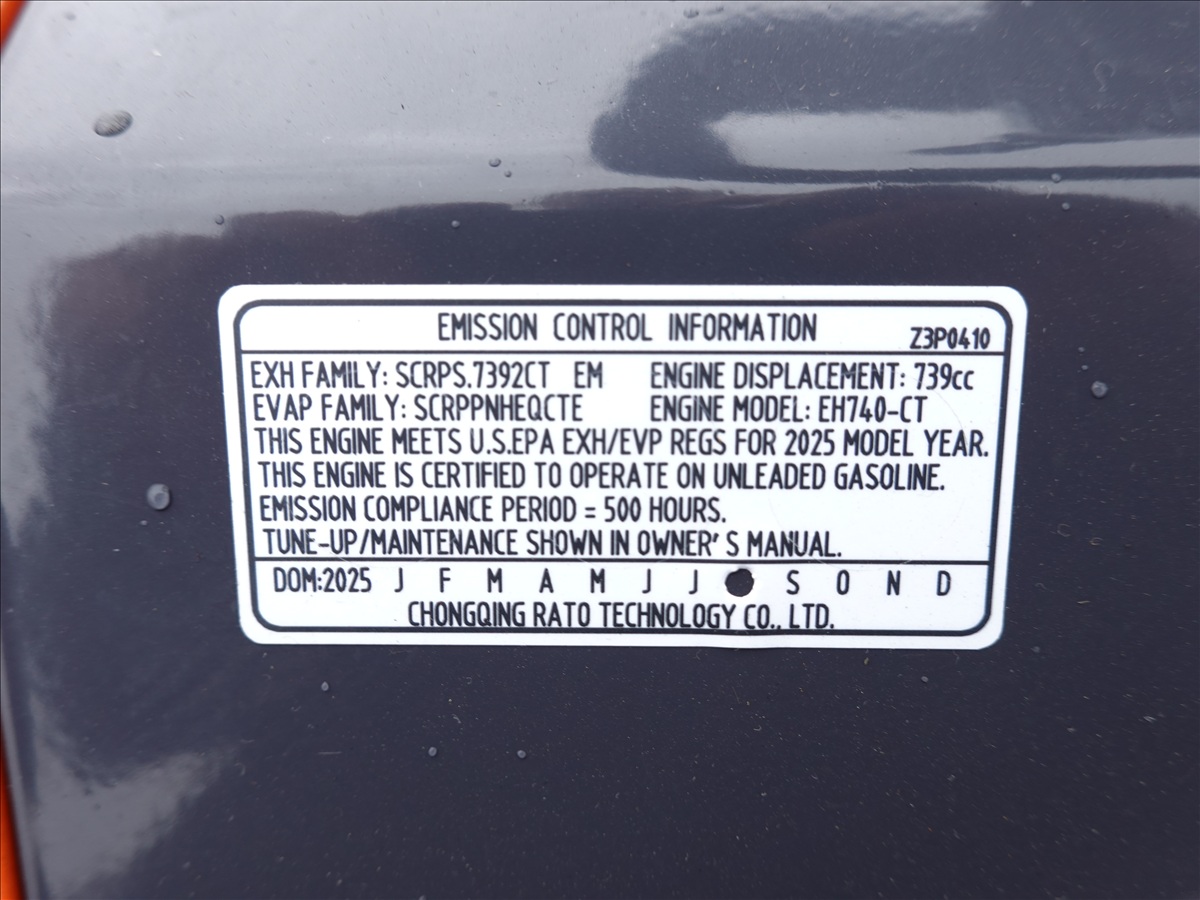 EMISSION CONTROL INFORMATION Z3P0410
EXH FAMILY: SCRPS.7392CT EM ENGINE DISPLACEMENT: 739cc
EVAP FAMILY: SCRPPNHEQCTE ENGINE MODEL: EH740-CT
THIS ENGINE MEETS U.S.EPA EXH/EVP REGS FOR 2025 MODEL YEAR.
THIS ENGINE IS CERTIFIED TO OPERATE ON UNLEADED GASOLINE.
EMISSION COMPLIANCE PERIOD = 500 HOURS.
TUNE-UP/MAINTENANCE SHOWN IN OWNER'S MANUAL.
DOM:2025 J F M A M J J S O N D
CHONGQING RATO TECHNOLOGY CO., LTD.